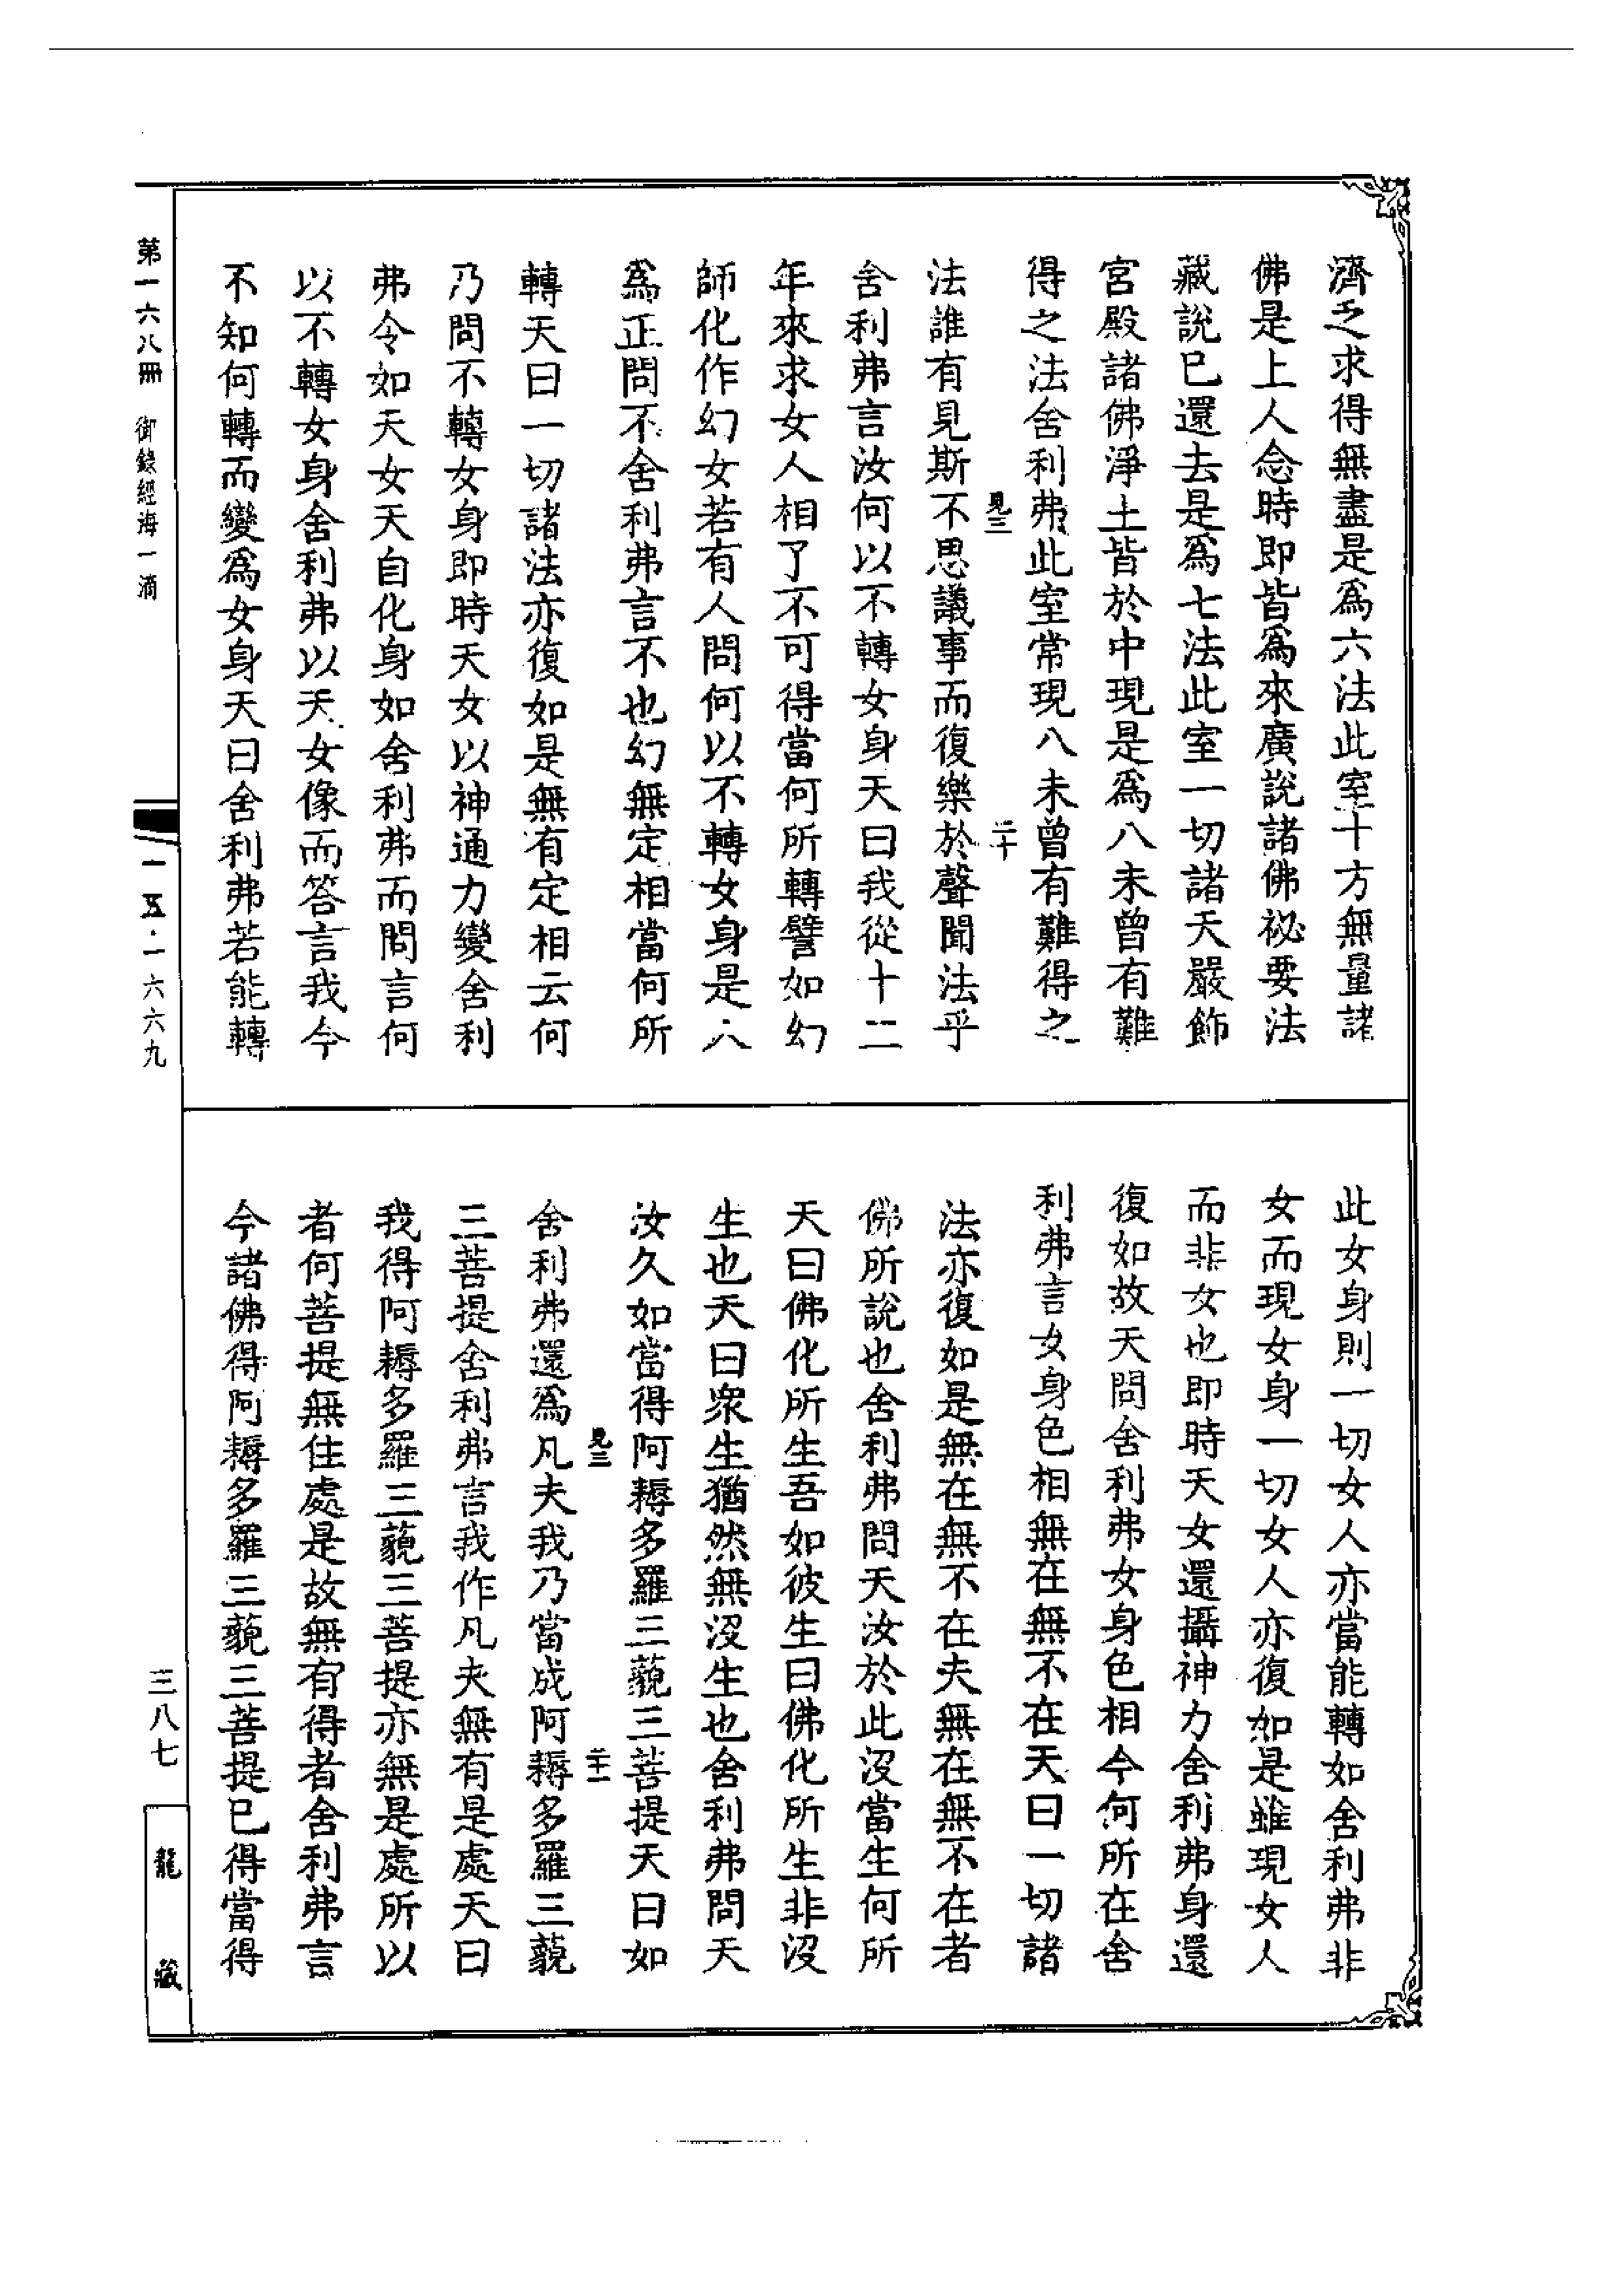 濟乏求得無盡是爲六法此室十方無量諸
佛是上人念時即皆爲來廣說諸佛祕要法
藏說已還去是爲七法此室一切諸天嚴飾
宮殿諸佛淨土皆於中現是爲八未曾有難
得之法舍利弗此室常現八未曾有難得之
見三
二十
法誰有見斯不思議事而復樂於聲聞法乎
舍利弗言汝何以不轉女身天曰我從十二
年來求女人相了不可得當何所轉譬如幻
師化作幻女若有人問何以不轉女身是人
爲正問不舍利弗言不也幻無定相當何所
轉天曰一切諸法亦復如是無有定相云何
乃問不轉女身即時天女以神通力變舍利
弗令如天女天自化身如舍利弗而問言何
以不轉女身舍利弗以天女像而答言我今
不知何轉而變爲女身天曰舍利弗若能轉
此女身則一切女人亦當能轉如舍利弗非
女而現女身一切女人亦復如是雖現女人
而非女也即時天女還攝神力舍利弗身還
復如故天問舍利弗女身色相今何所在舍
利弗言女身色相無在無不在天曰一切諸
法亦復如是無在無不在夫無在無不在者
佛所說也舍利弗問天汝於此沒當生何所
天曰佛化所生吾如彼生曰佛化所生非沒
生也天曰衆生猶然無沒生也舍利弗問天
汝久如當得阿耨多羅三藐三菩提天曰如
見三
二十一
舍利弗還爲凡夫我乃當成阿耨多羅三藐
三菩提舍利弗言我作凡夫無有是處天曰
我得阿耨多羅三藐三菩提亦無是處所以
者何菩提無住處是故無有得者舍利弗言
今諸佛得阿耨多羅三藐三菩提已得當得
第一六八冊 御錄經海一滴
一五·一六六九
三八七
龍藏